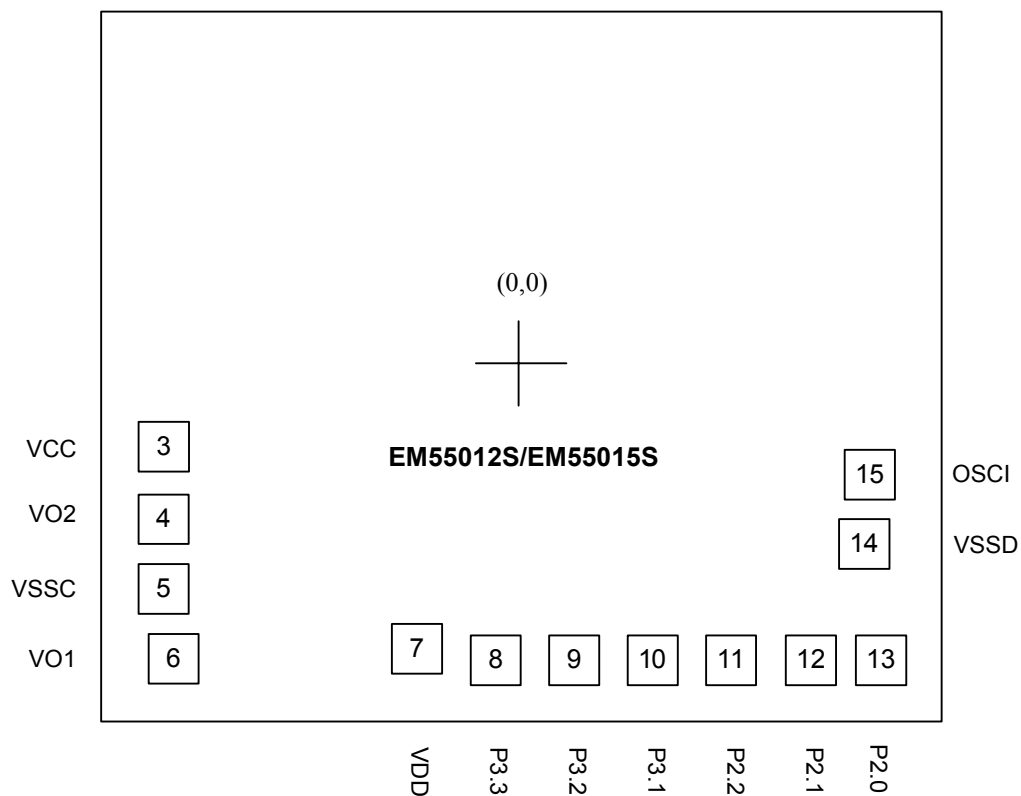 (0,0)
VCC 3
EM55012S/EM55015S
15 OSCI
VO2 4
14 VSSD
VSSC 5
VO1 6 7 8 9 10 11 12 13
VDD P3.3 P3.2 P3.1 P2.2 P2.1 P2.0